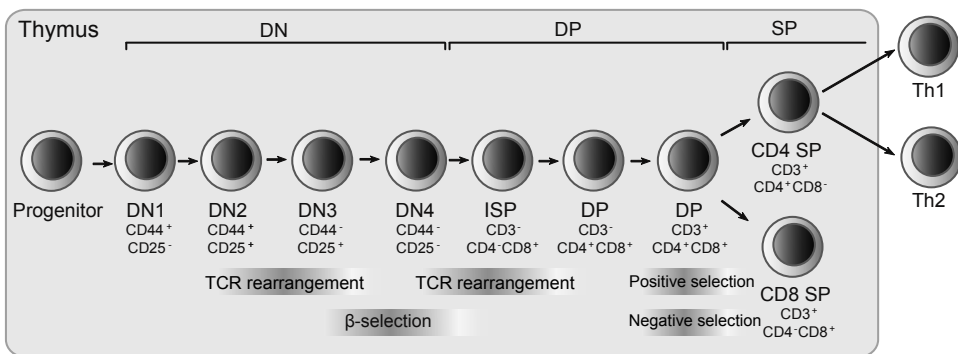 Thymus
DN
DP
SP
Progenitor
DN1
CD44⁺
CD25⁻
DN2
CD44⁺
CD25⁺
DN3
CD44⁻
CD25⁺
DN4
CD44⁻
CD25⁻
ISP
CD3⁻
CD4⁻CD8⁺
DP
CD3⁻
CD4⁺CD8⁺
DP
CD3⁺
CD4⁺CD8⁺
CD4 SP
CD3⁺
CD4⁺CD8⁻
CD8 SP
CD3⁺
CD4⁻CD8⁺
Th1
Th2
TCR rearrangement
TCR rearrangement
Positive selection
β-selection
Negative selection